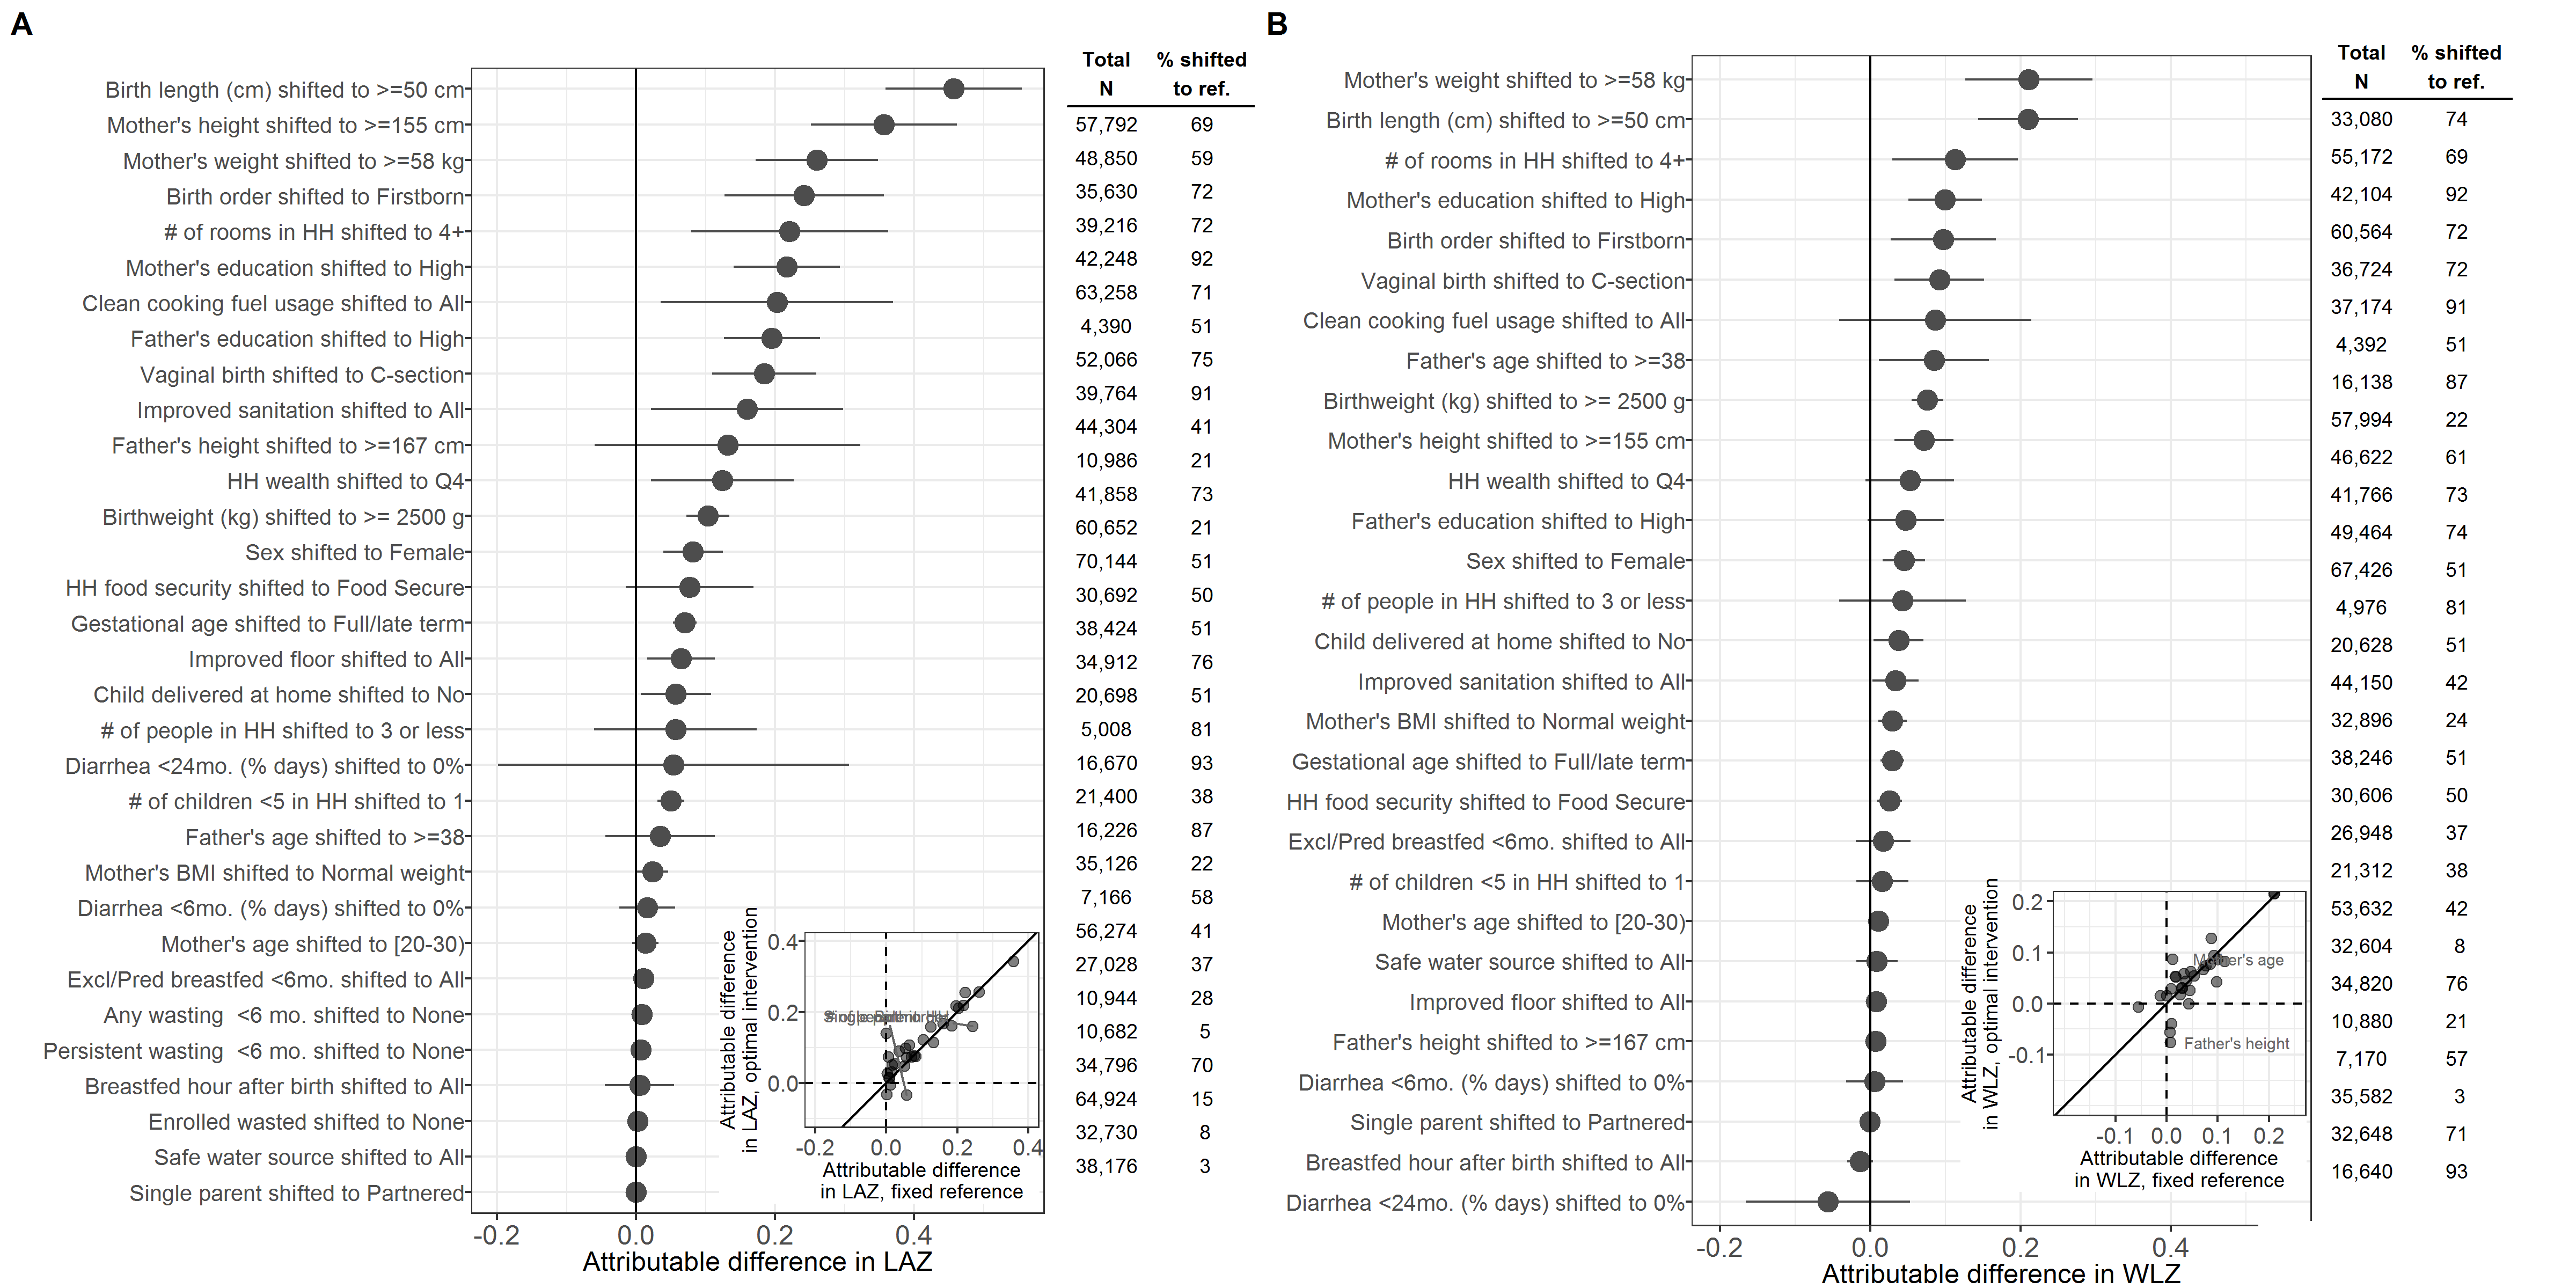 A
Total % shifted
N to ref.
Birth length (cm) shifted to >=50 cm
Mother's height shifted to >=155 cm
Mother's weight shifted to >=58 kg
Birth order shifted to Firstborn
# of rooms in HH shifted to 4+
Mother's education shifted to High
Clean cooking fuel usage shifted to All
Father's education shifted to High
Vaginal birth shifted to C-section
Improved sanitation shifted to All
Father's height shifted to >=167 cm
HH wealth shifted to Q4
Birthweight (kg) shifted to >= 2500 g
Sex shifted to Female
HH food security shifted to Food Secure
Gestational age shifted to Full/late term
Improved floor shifted to All
Child delivered at home shifted to No
# of people in HH shifted to 3 or less
Diarrhea <24mo. (% days) shifted to 0%
# of children <5 in HH shifted to 1
Father's age shifted to >=38
Mother's BMI shifted to Normal weight
Diarrhea <6mo. (% days) shifted to 0%
Mother's age shifted to [20-30)
Excl/Pred breastfed <6mo. shifted to All
Any wasting <6 mo. shifted to None
Persistent wasting <6 mo. shifted to None
Breastfed hour after birth shifted to All
Enrolled wasted shifted to None
Safe water source shifted to All
Single parent shifted to Partnered
57,792 69
48,850 59
35,630 72
39,216 72
42,248 92
63,258 71
4,390 51
52,066 75
39,764 91
44,304 41
10,986 21
41,858 73
60,652 21
70,144 51
30,692 50
38,424 51
34,912 76
20,698 51
5,008 81
16,670 93
21,400 38
16,226 87
35,126 22
7,166 58
56,274 41
27,028 37
10,944 28
10,682 5
34,796 70
64,924 15
32,730 8
38,176 3
Attributable difference
in LAZ, optimal intervention
0.4
0.2
0.0
-0.2 0.0 0.2 0.4
Attributable difference
in LAZ, fixed reference
-0.2 0.0 0.2 0.4
Attributable difference in LAZ
B
Total % shifted
N to ref.
Mother's weight shifted to >=58 kg
Birth length (cm) shifted to >=50 cm
# of rooms in HH shifted to 4+
Mother's education shifted to High
Birth order shifted to Firstborn
Vaginal birth shifted to C-section
Clean cooking fuel usage shifted to All
Father's age shifted to >=38
Birthweight (kg) shifted to >= 2500 g
Mother's height shifted to >=155 cm
HH wealth shifted to Q4
Father's education shifted to High
Sex shifted to Female
# of people in HH shifted to 3 or less
Child delivered at home shifted to No
Improved sanitation shifted to All
Mother's BMI shifted to Normal weight
Gestational age shifted to Full/late term
HH food security shifted to Food Secure
Excl/Pred breastfed <6mo. shifted to All
# of children <5 in HH shifted to 1
Mother's age shifted to [20-30)
Safe water source shifted to All
Improved floor shifted to All
Father's height shifted to >=167 cm
Diarrhea <6mo. (% days) shifted to 0%
Single parent shifted to Partnered
Breastfed hour after birth shifted to All
Diarrhea <24mo. (% days) shifted to 0%
33,080 74
55,172 69
42,104 92
60,564 72
36,724 72
37,174 91
4,392 51
16,138 87
57,994 22
46,622 61
41,766 73
49,464 74
67,426 51
4,976 81
20,628 51
44,150 42
32,896 24
38,246 51
30,606 50
26,948 37
21,312 38
53,632 42
32,604 8
34,820 76
10,880 21
7,170 57
35,582 3
32,648 71
16,640 93
Attributable difference
in WLZ, optimal intervention
0.2
0.1
0.0
-0.1
Mother's age
Father's height
-0.1 0.0 0.1 0.2
Attributable difference
in WLZ, fixed reference
-0.2 0.0 0.2 0.4
Attributable difference in WLZ